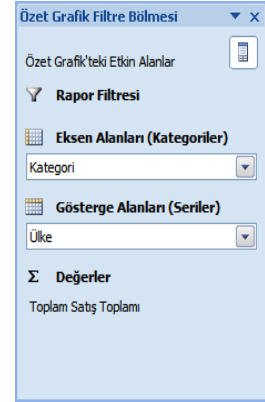 Özet Grafik Filtre Bölmesi
Özet Grafik'teki Etkin Alanlar
Rapor Filtresi
Eksen Alanları (Kategoriler)
Kategori
Gösterge Alanları (Seriler)
Ülke
Σ Değerler
Toplam Satış Toplamı